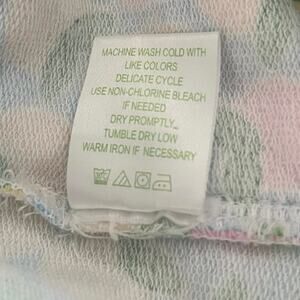 MACHINE WASH COLD WITH
LIKE COLORS
DELICATE CYCLE
USE NON-CHLORINE BLEACH
IF NEEDED
DRY PROMPTLY
TUMBLE DRY LOW
WARM IRON IF NECESSARY